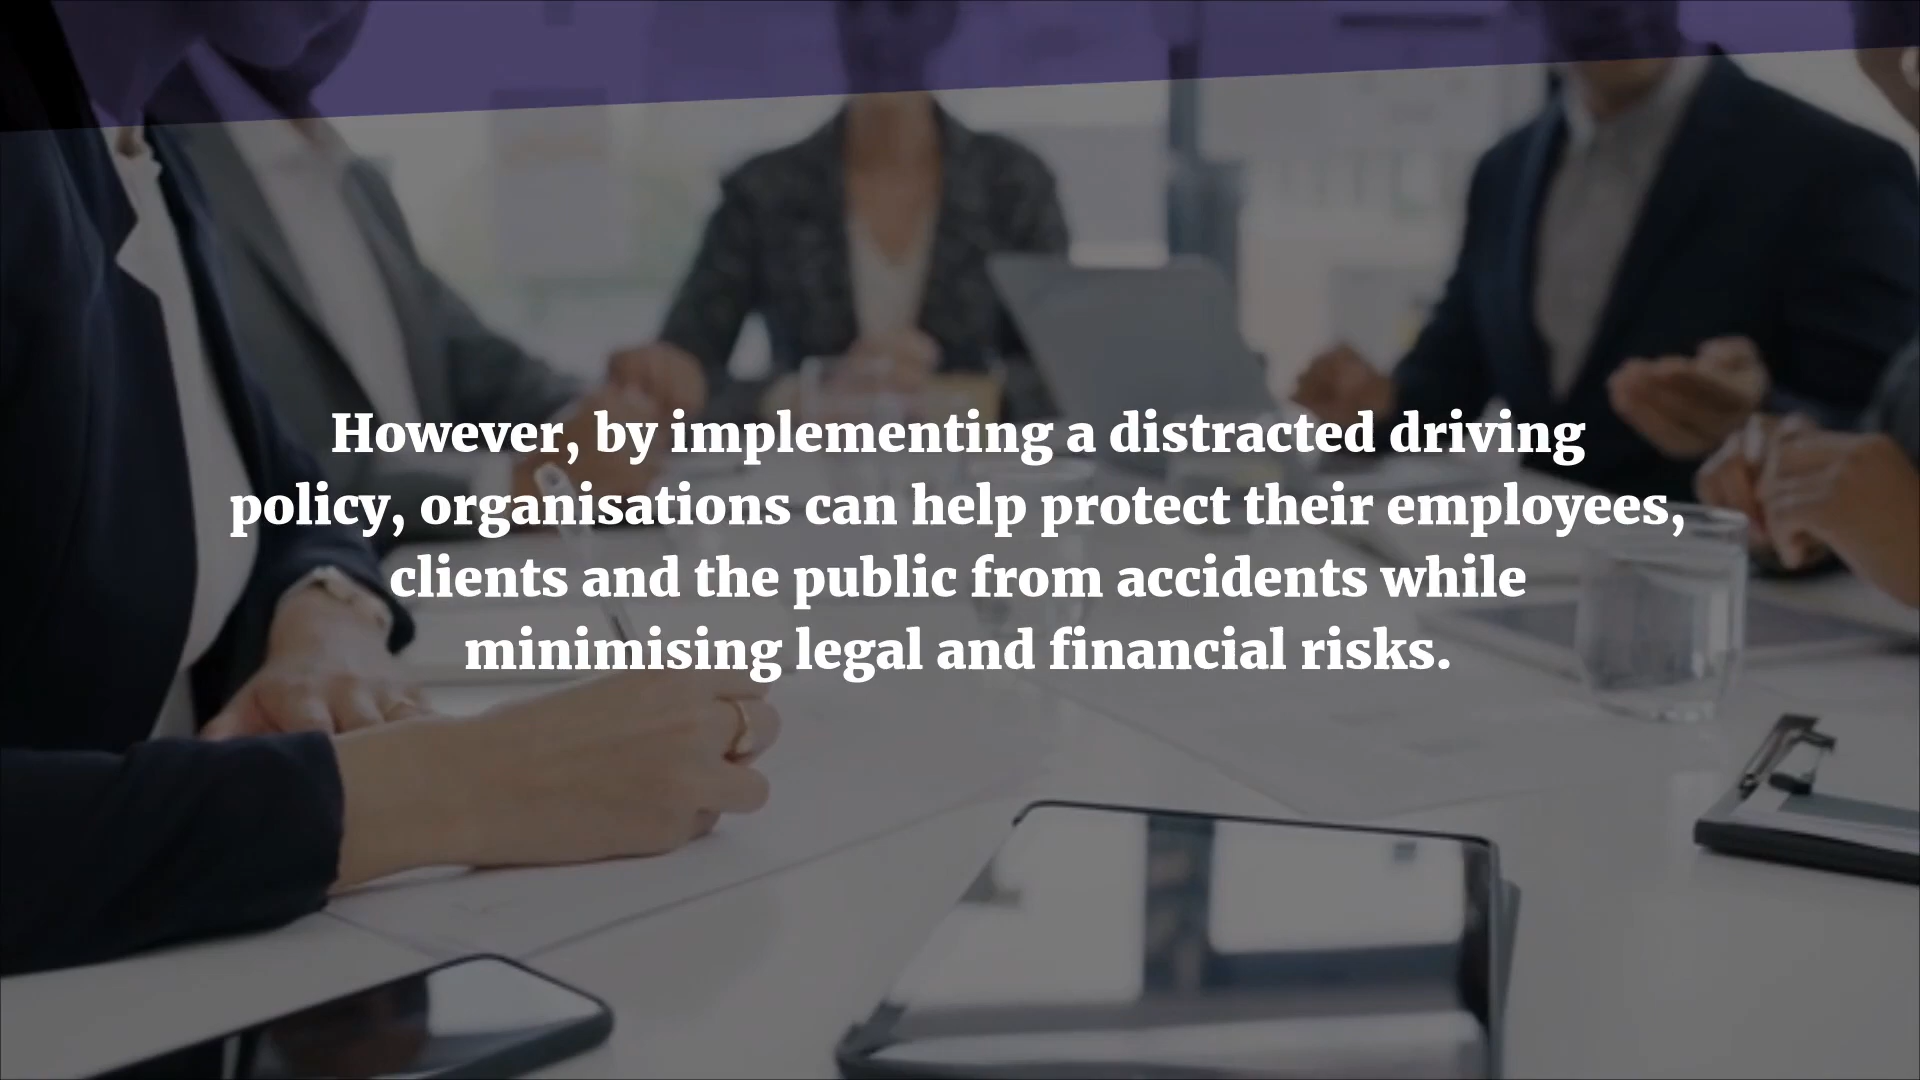 However, by implementing a distracted driving
policy, organisations can help protect their employees,
clients and the public from accidents while
minimising legal and financial risks.